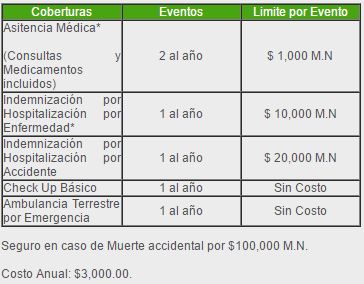 Coberturas Eventos Limite por Evento
Asitencia Médica*
(Consultas y
Medicamentos
incluidos)
2 al año
$ 1,000 M.N
Indemnización por
Hospitalización por
Enfermedad*
1 al año
$ 10,000 M.N
Indemnización por
Hospitalización por
Accidente
1 al año
$ 20,000 M.N
Check Up Básico 1 al año Sin Costo
Ambulancia Terrestre
por Emergencia
1 al año
Sin Costo
Seguro en caso de Muerte accidental por $100,000 M.N.
Costo Anual: $3,000.00.